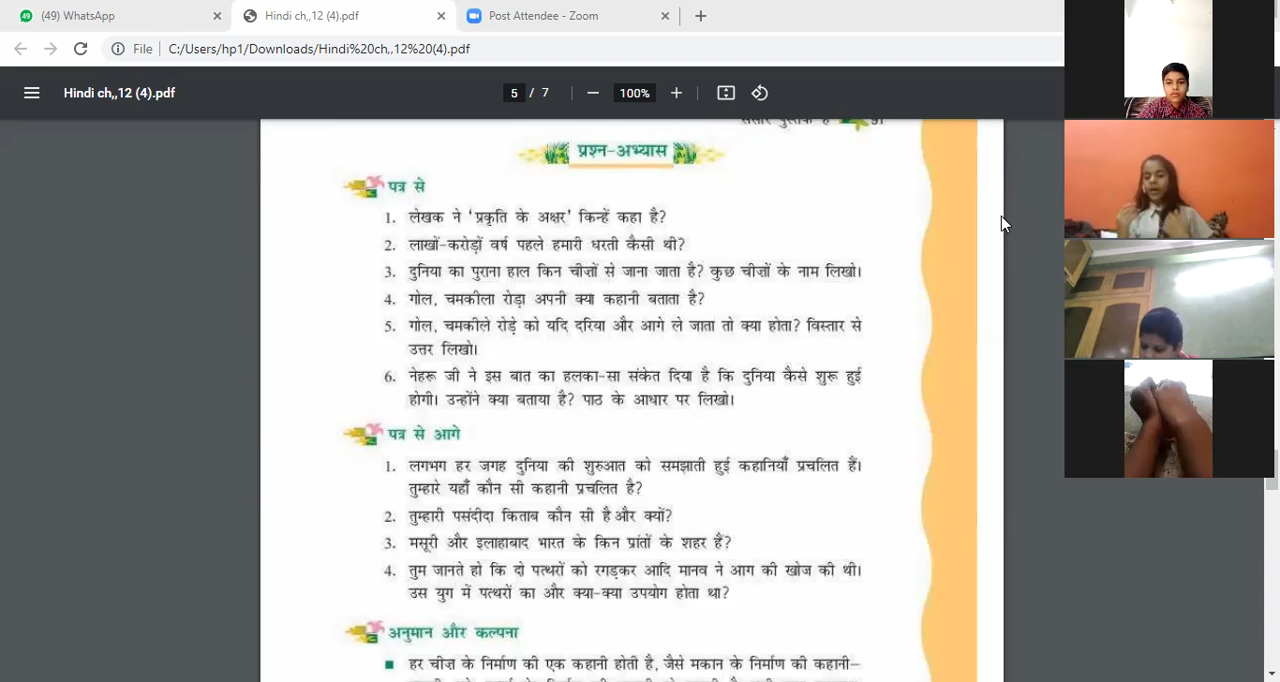 (49) WhatsApp
Hindi ch,,12 (4).pdf
Post Attendee - Zoom
File
C:/Users/hp1/Downloads/Hindi%20ch,,12%20(4).pdf
Hindi ch,,12 (4).pdf
5 / 7
100%
प्रश्न-अभ्यास
पत्र से
1. लेखक ने ‘प्रकृति के अक्षर’ किन्हें कहा है?
2. लाखों-करोड़ों वर्ष पहले हमारी धरती कैसी थी?
3. दुनिया का पुराना हाल किन चीज़ों से जाना जाता है? कुछ चीज़ों के नाम लिखो।
4. गोल, चमकीला रोड़ा अपनी क्या कहानी बताता है?
5. गोल, चमकीले रोड़े को यदि दरिया और आगे ले जाता तो क्या होता? विस्तार से
उत्तर लिखो।
6. नेहरू जी ने इस बात का हलका-सा संकेत दिया है कि दुनिया कैसे शुरू हुई
होगी। उन्होंने क्या बताया है? पाठ के आधार पर लिखो।
पत्र से आगे
1. लगभग हर जगह दुनिया की शुरुआत को समझाती हुई कहानियाँ प्रचलित हैं।
तुम्हारे यहाँ कौन सी कहानी प्रचलित है?
2. तुम्हारी पसंदीदा किताब कौन सी है और क्यों?
3. मसूरी और इलाहाबाद भारत के किन प्रांतों के शहर हैं?
4. तुम जानते हो कि दो पत्थरों को रगड़कर आदि मानव ने आग की खोज की थी।
उस युग में पत्थरों का और क्या-क्या उपयोग होता था?
अनुमान और कल्पना
हर चीज़ के निर्माण की एक कहानी होती है, जैसे मकान के निर्माण की कहानी–